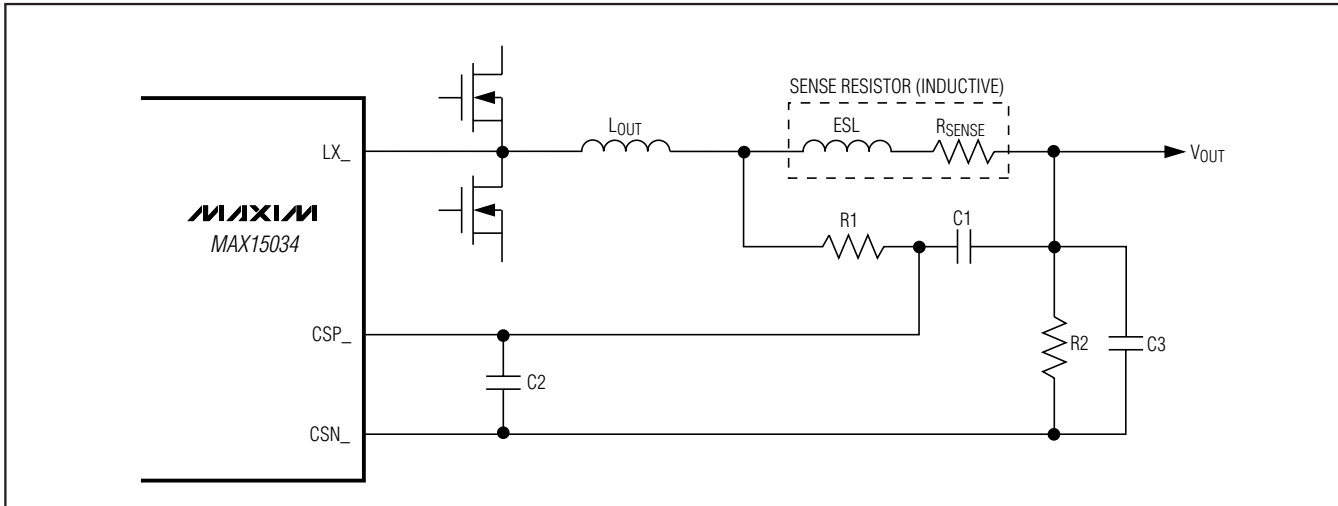 SENSE RESISTOR (INDUCTIVE)
LOUT
ESL
RSENSE
LX_
VOUT
MAXIM
MAX15034
R1
C1
CSP_
R2
C3
C2
CSN_